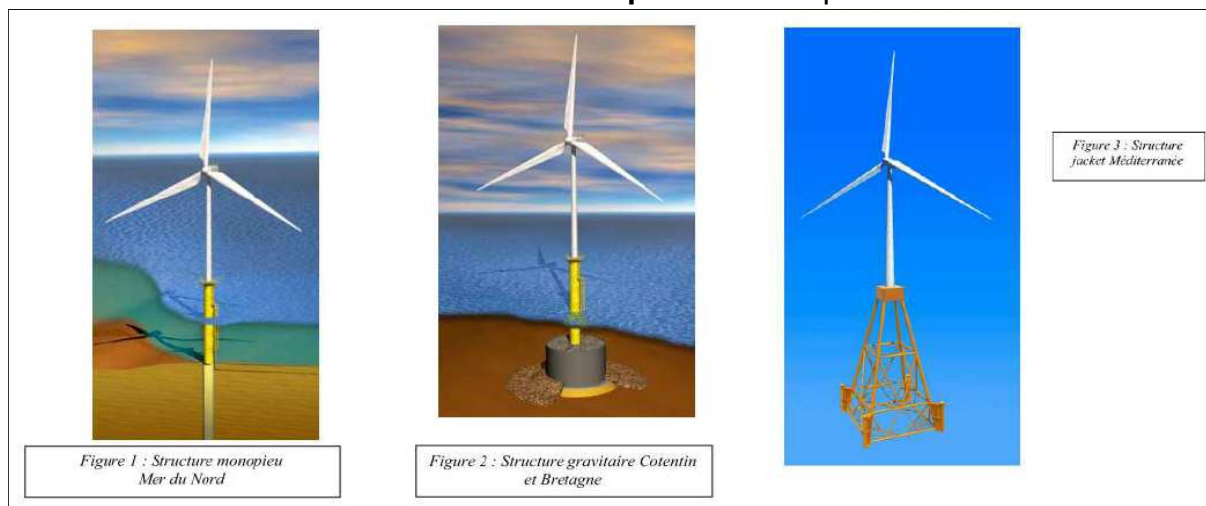 Figure 1 : Structure monopieu
Mer du Nord
Figure 2 : Structure gravitaire Cotentin
et Bretagne
Figure 3 : Structure
jacket Méditerranée